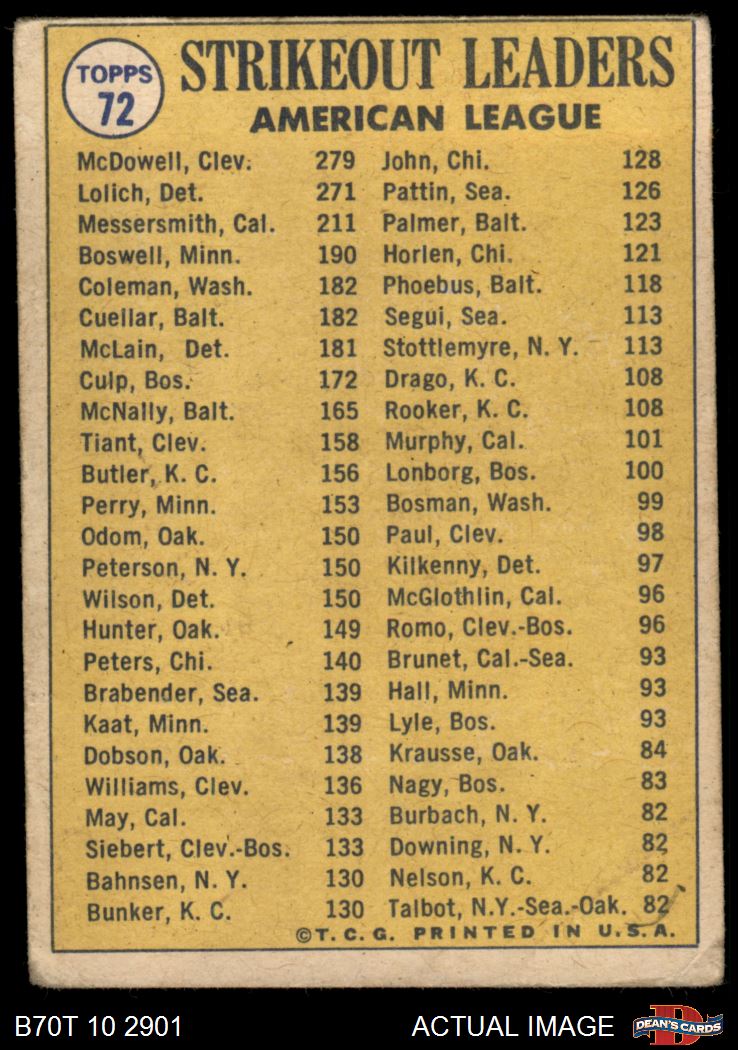 TOPPS
72
STRIKEOUT LEADERS
AMERICAN LEAGUE
McDowell, Clev. 279
Lolich, Det. 271
Messersmith, Cal. 211
Boswell, Minn. 190
Coleman, Wash. 182
Cuellar, Balt. 182
McLain, Det. 181
Culp, Bos. 172
McNally, Balt. 165
Tiant, Clev. 158
Butler, K. C. 156
Perry, Minn. 153
Odom, Oak. 150
Peterson, N. Y. 150
Wilson, Det. 150
Hunter, Oak. 149
Peters, Chi. 140
Brabender, Sea. 139
Kaat, Minn. 139
Dobson, Oak. 138
Williams, Clev. 136
May, Cal. 133
Siebert, Clev.-Bos. 133
Bahnsen, N. Y. 130
Bunker, K. C. 130
John, Chi. 128
Pattin, Sea. 126
Palmer, Balt. 123
Horlen, Chi. 121
Phoebus, Balt. 118
Segui, Sea. 113
Stottlemyre, N. Y. 113
Drago, K. C. 108
Rooker, K. C. 108
Murphy, Cal. 101
Lonborg, Bos. 100
Bosman, Wash. 99
Paul, Clev. 98
Kilkenny, Det. 97
McGlothlin, Cal. 96
Romo, Clev.-Bos. 96
Brunet, Cal.-Sea. 93
Hall, Minn. 93
Lyle, Bos. 93
Krausse, Oak. 84
Nagy, Bos. 83
Burbach, N. Y. 82
Downing, N. Y. 82
Nelson, K. C. 82
Talbot, N.Y.-Sea.-Oak. 82
©T. C. G. PRINTED IN U.S.A.
B70T 10 2901
ACTUAL IMAGE
D
DEAN'S CARDS